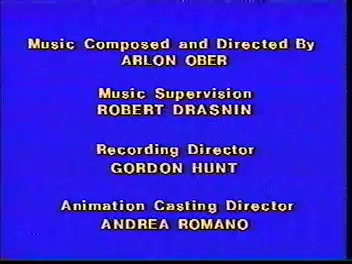 Music Composed and Directed By
ARLON OBER
Music Supervision
ROBERT DRASNIN
Recording Director
GORDON HUNT
Animation Casting Director
ANDREA ROMANO